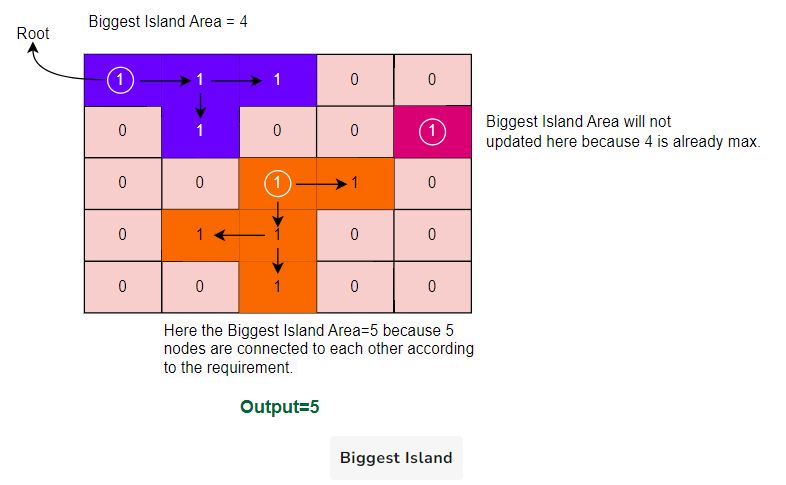 Biggest Island Area = 4
Root
1 1 1 0 0
0 1 0 0 1
Biggest Island Area will not
updated here because 4 is already max.
0 0 1 1 0
0 1 1 0 0
0 0 1 0 0
Here the Biggest Island Area=5 because 5
nodes are connected to each other according
to the requirement.
Output=5
Biggest Island